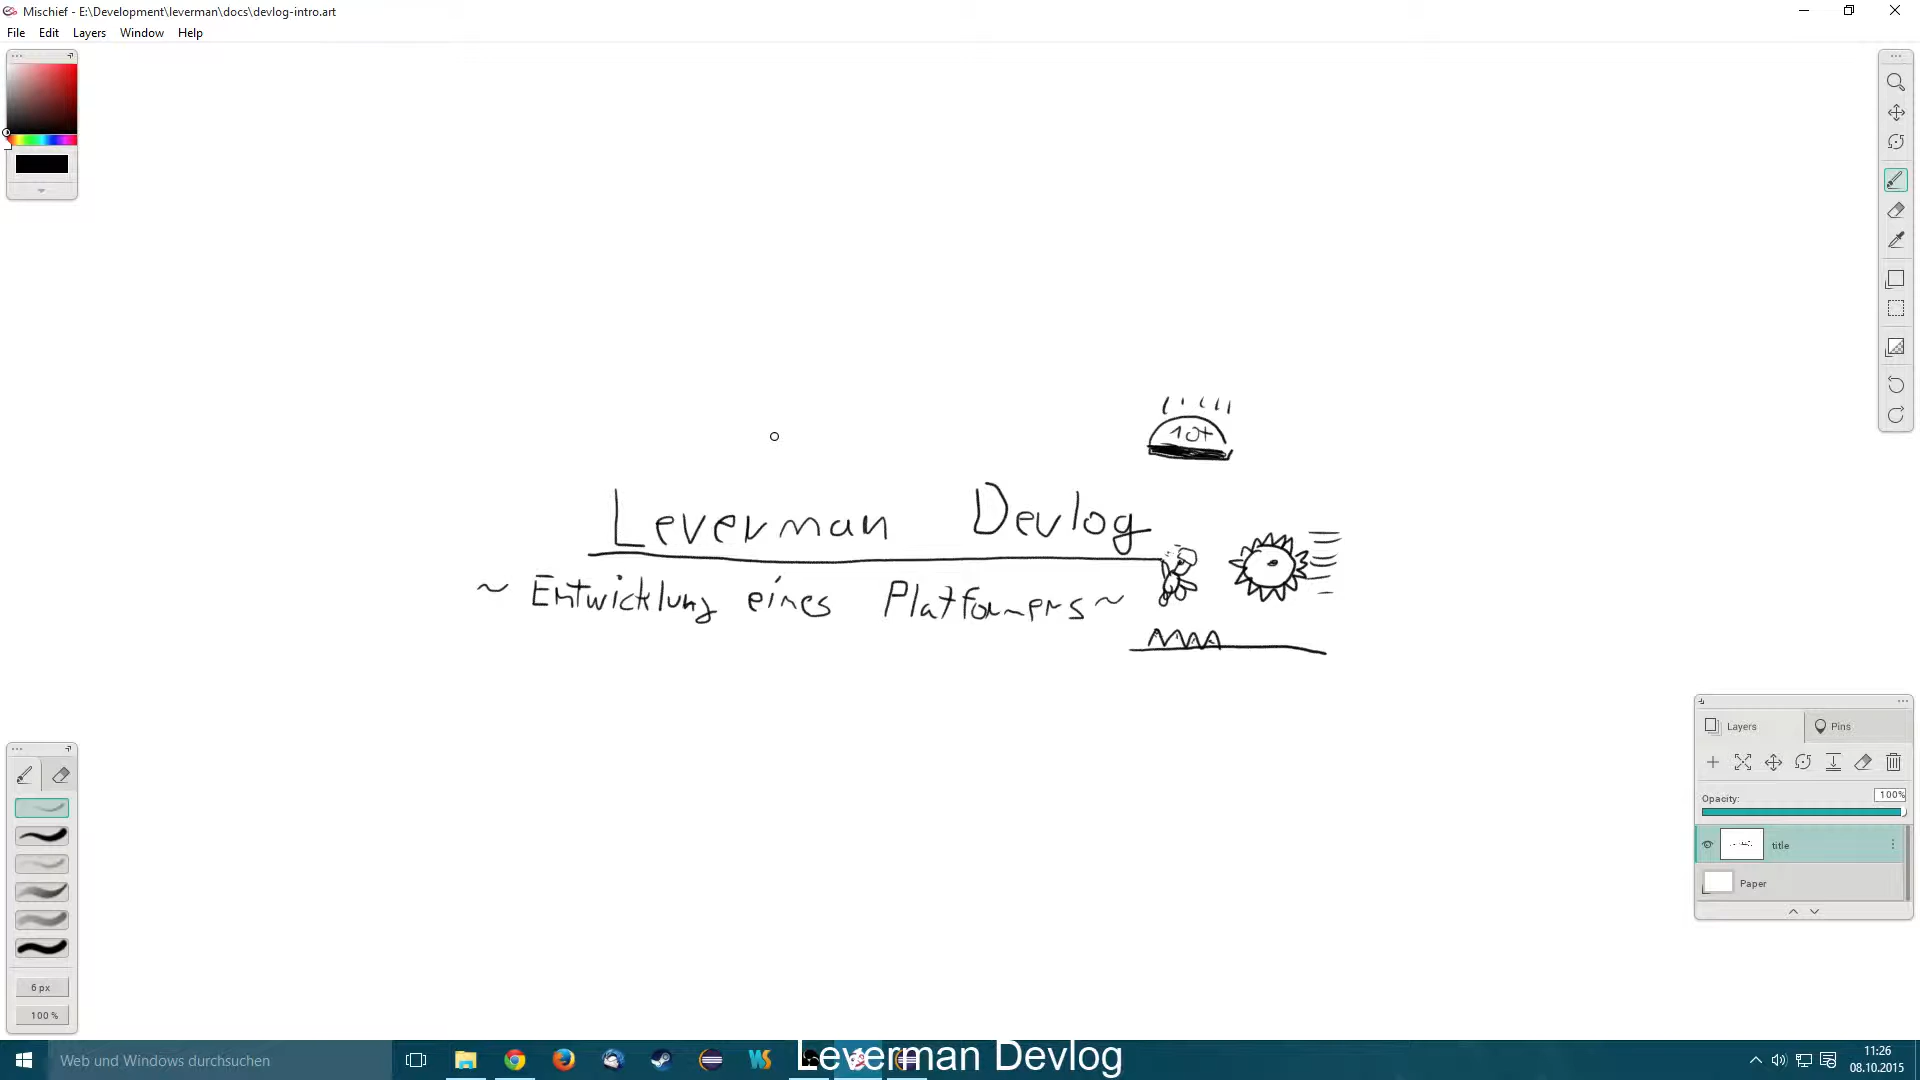 Mischief - E:\Development\leverman\docs\devlog-intro.art
File Edit Layers Window Help
10t
Leverman Devlog
~ Entwicklung eines Platformers ~
Layers Pins
Opacity: 100%
title
Paper
6 px
100 %
Web und Windows durchsuchen
Leverman Devlog
11:26
08.10.2015